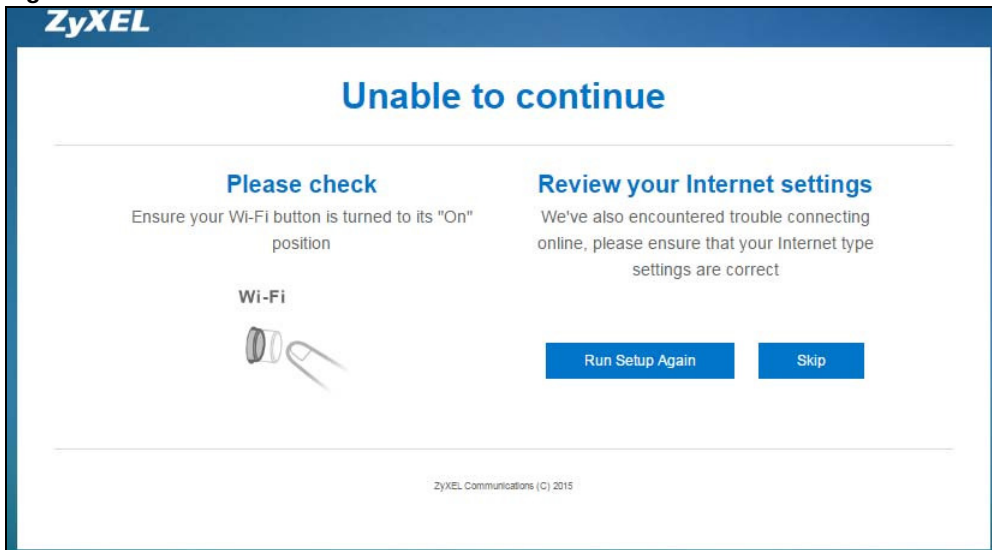 ZyXEL
Unable to continue
Please check
Ensure your Wi-Fi button is turned to its "On"
position
Wi-Fi
Review your Internet settings
We've also encountered trouble connecting
online, please ensure that your Internet type
settings are correct
Run Setup Again
Skip
ZyXEL Communications (C) 2015